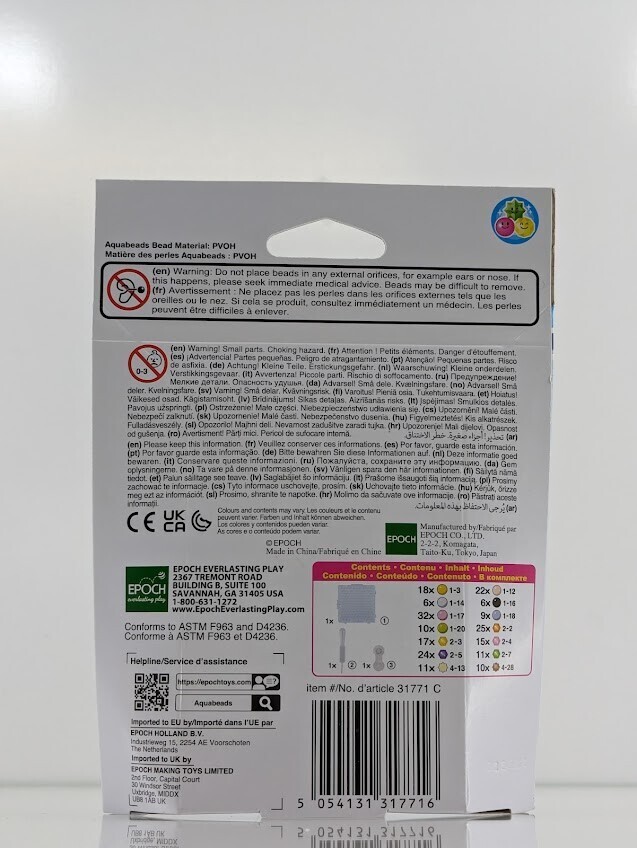 Aquabeads Bead Material: PVOH
Matière des perles Aquabeads : PVOH
(en) Warning: Do not place beads in any external orifices, for example ears or nose. If
this happens, please seek immediate medical advice. Beads may be difficult to remove.
(fr) Avertissement : Ne placez pas les perles dans les orifices externes tels que les
oreilles ou le nez. Si cela se produit, consultez immédiatement un médecin. Les perles
peuvent être difficiles à enlever.
0-3
(en) Warning! Small parts. Choking hazard. (fr) Attention ! Petits éléments. Danger d'étouffement.
(es) ¡Advertencia! Partes pequeñas. Peligro de atragantamiento. (pt) Atenção! Pequenas partes. Risco
de asfixia. (de) Achtung! Kleine Teile. Erstickungsgefahr. (nl) Waarschuwing! Kleine onderdelen.
Verstikkingsgevaar. (it) Avvertenza! Piccole parti. Rischio di soffocamento. (ru) Предупреждение!
Мелкие детали. Опасность удушья. (da) Advarsel! Små dele. Kvælningsfare. (no) Advarsel! Små
deler. Kvelningsfare. (sv) Varning! Små delar. Kvävningsrisk. (fi) Varoitus! Pieniä osia. Tukehtumisvaara. (et) Hoiatus!
Väikesed osad. Kägistamisoht. (lv) Brīdinājums! Sīkas detaļas. Aizrīšanās risks. (lt) Įspėjimas! Smulkios detalės.
Pavojus užspringti. (pl) Ostrzeżenie! Małe części. Niebezpieczeństwo udławienia się. (cs) Upozornění! Malé části.
Nebezpečí zalknutí. (sk) Upozornenie! Malé časti. Nebezpečenstvo dusenia. (hu) Figyelmeztetés! Kis alkatrészek.
Fulladásveszély. (sl) Opozorilo! Majhni deli. Nevarnost zadušitve zaradi tujka. (hr) Upozorenje! Mali dijelovi. Opasnost
od gušenja. (ro) Avertisment! Părți mici. Pericol de sufocare internă. (ar) تحذير! أجزاء صغيرة. خطر الاختناق.
(en) Please keep this information. (fr) Veuillez conserver ces informations. (es) Por favor, guarde esta información.
(pt) Por favor guarde esta informação. (de) Bitte bewahren Sie diese Informationen auf. (nl) Deze informatie goed
bewaren. (it) Conservare queste informazioni. (ru) Пожалуйста, сохраните эту информацию. (da) Gem
oplysningerne. (no) Ta vare på denne informasjonen. (sv) Vänligen spara den här informationen. (fi) Säilytä nämä
tiedot. (et) Palun säilitage see teave. (lv) Saglabājiet šo informāciju. (lt) Prašome išsaugoti šią informaciją. (pl) Prosimy
zachować te informacje. (cs) Tyto informace uschovejte, prosím. (sk) Uchovajte tieto informácie. (hu) Kérjük, őrizze
meg ezt az információt. (sl) Prosimo, shranite te napotke. (hr) Molimo da sačuvate ove informacije. (ro) Păstrați aceste
informații. (ar) يُرجى الاحتفاظ بهذه المعلومات.
CE UK CA
Colours and contents may vary. Les couleurs et le contenu
peuvent varier. Farben und Inhalt können abweichen.
Los colores y contenidos pueden variar.
As cores e o conteúdo podem variar.
© EPOCH
Made in China/Fabriqué en Chine
EPOCH
Manufactured by/Fabriqué par
EPOCH CO., LTD.
2-2-2, Komagata,
Taito-Ku, Tokyo, Japan
EPOCH
everlasting play
EPOCH EVERLASTING PLAY
2367 TREMONT ROAD
BUILDING B, SUITE 100
SAVANNAH, GA 31405 USA
1-800-631-1272
www.EpochEverlastingPlay.com
Conforms to ASTM F963 and D4236.
Conforme à ASTM F963 et D4236.
Contents · Contenu · Inhalt · Inhoud
Contenido · Conteúdo · Contenuto · В комплекте
1x 1
1x 2 1x 3
18x 1-3 22x 1-12
6x 1-14 6x 1-16
32x 1-17 9x 1-18
10x 1-20 25x 2-2
17x 2-3 15x 2-4
24x 2-5 11x 2-7
11x 4-13 10x 4-28
Helpline/Service d'assistance
https://epochtoys.com
Aquabeads
item #/No. d'article 31771 C
Imported to EU by/Importé dans l'UE par
EPOCH HOLLAND B.V.
Industrieweg 15, 2254 AE Voorschoten
The Netherlands
Imported to UK by
EPOCH MAKING TOYS LIMITED
2nd Floor, Capital Court
30 Windsor Street
Uxbridge, MIDDX
UB8 1AB UK
5 054131 317716